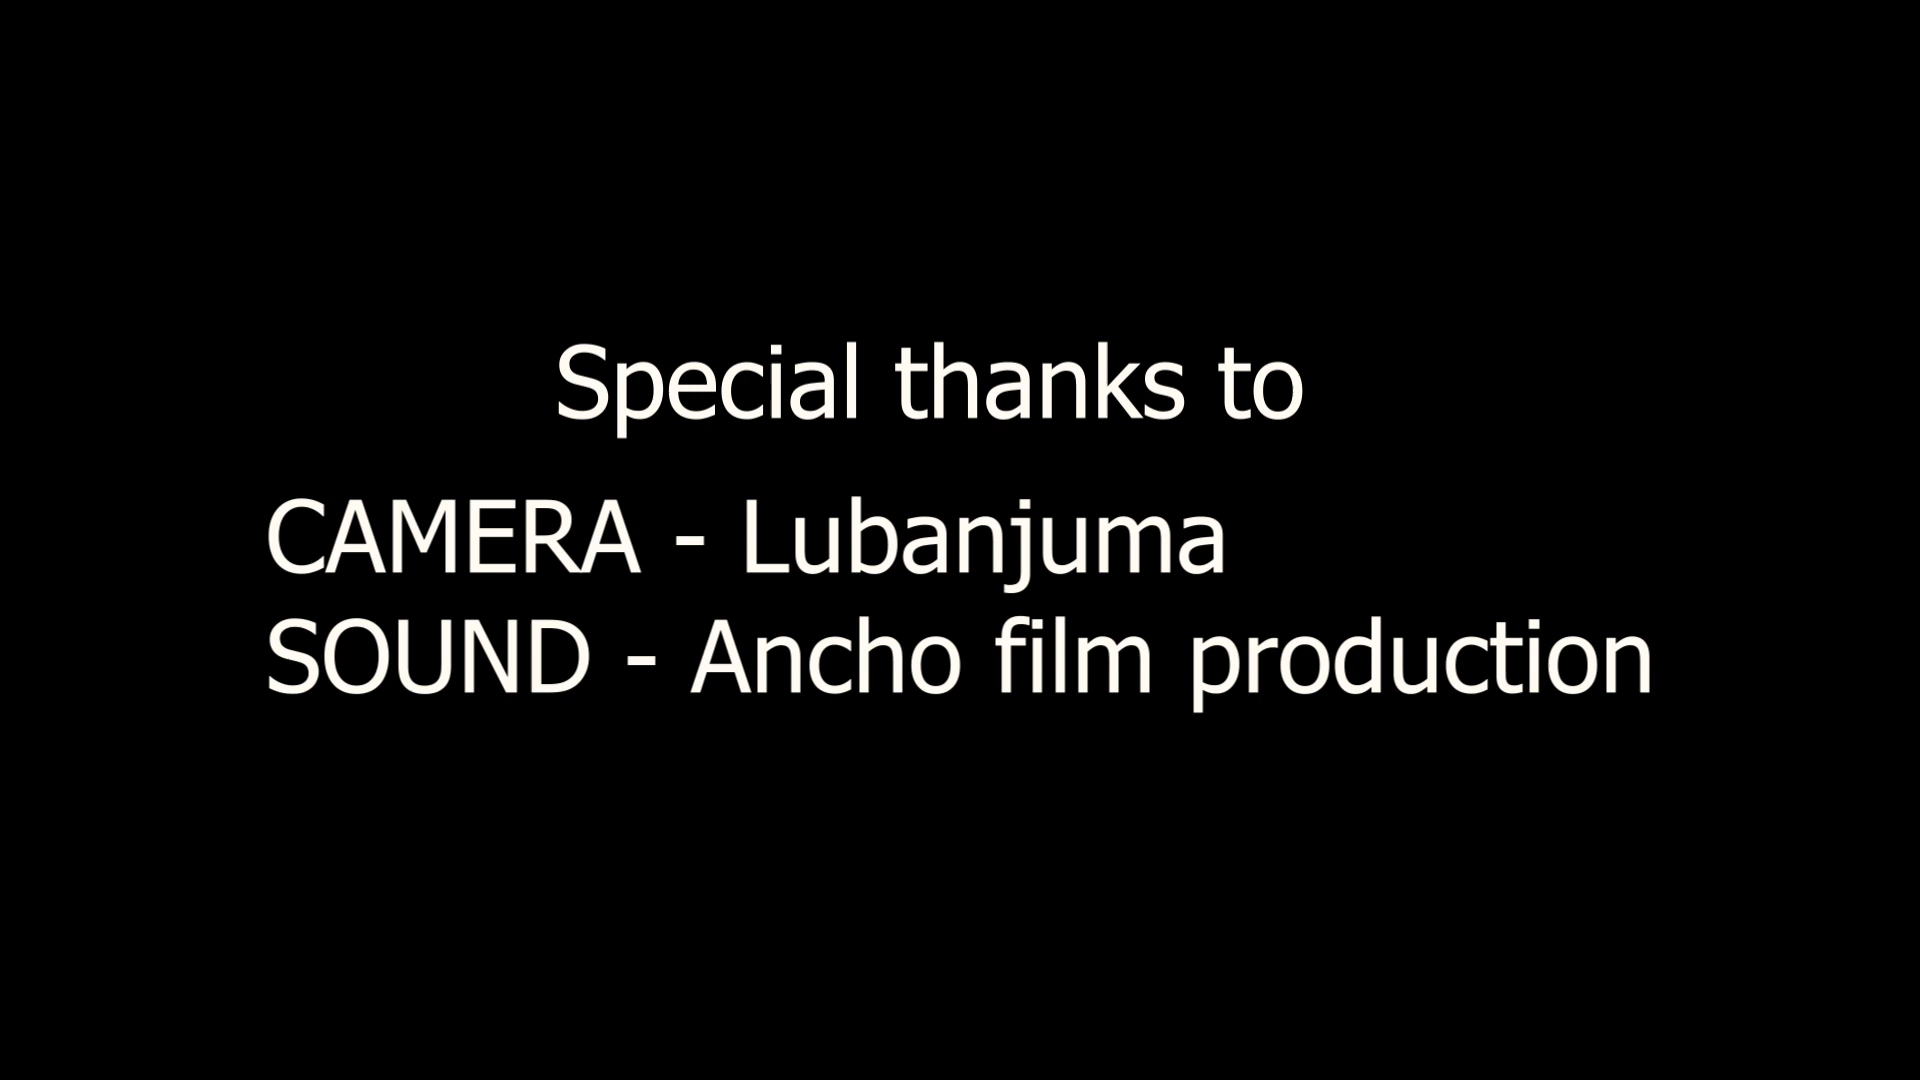 Special thanks to
CAMERA - Lubanjuma
SOUND - Ancho film production